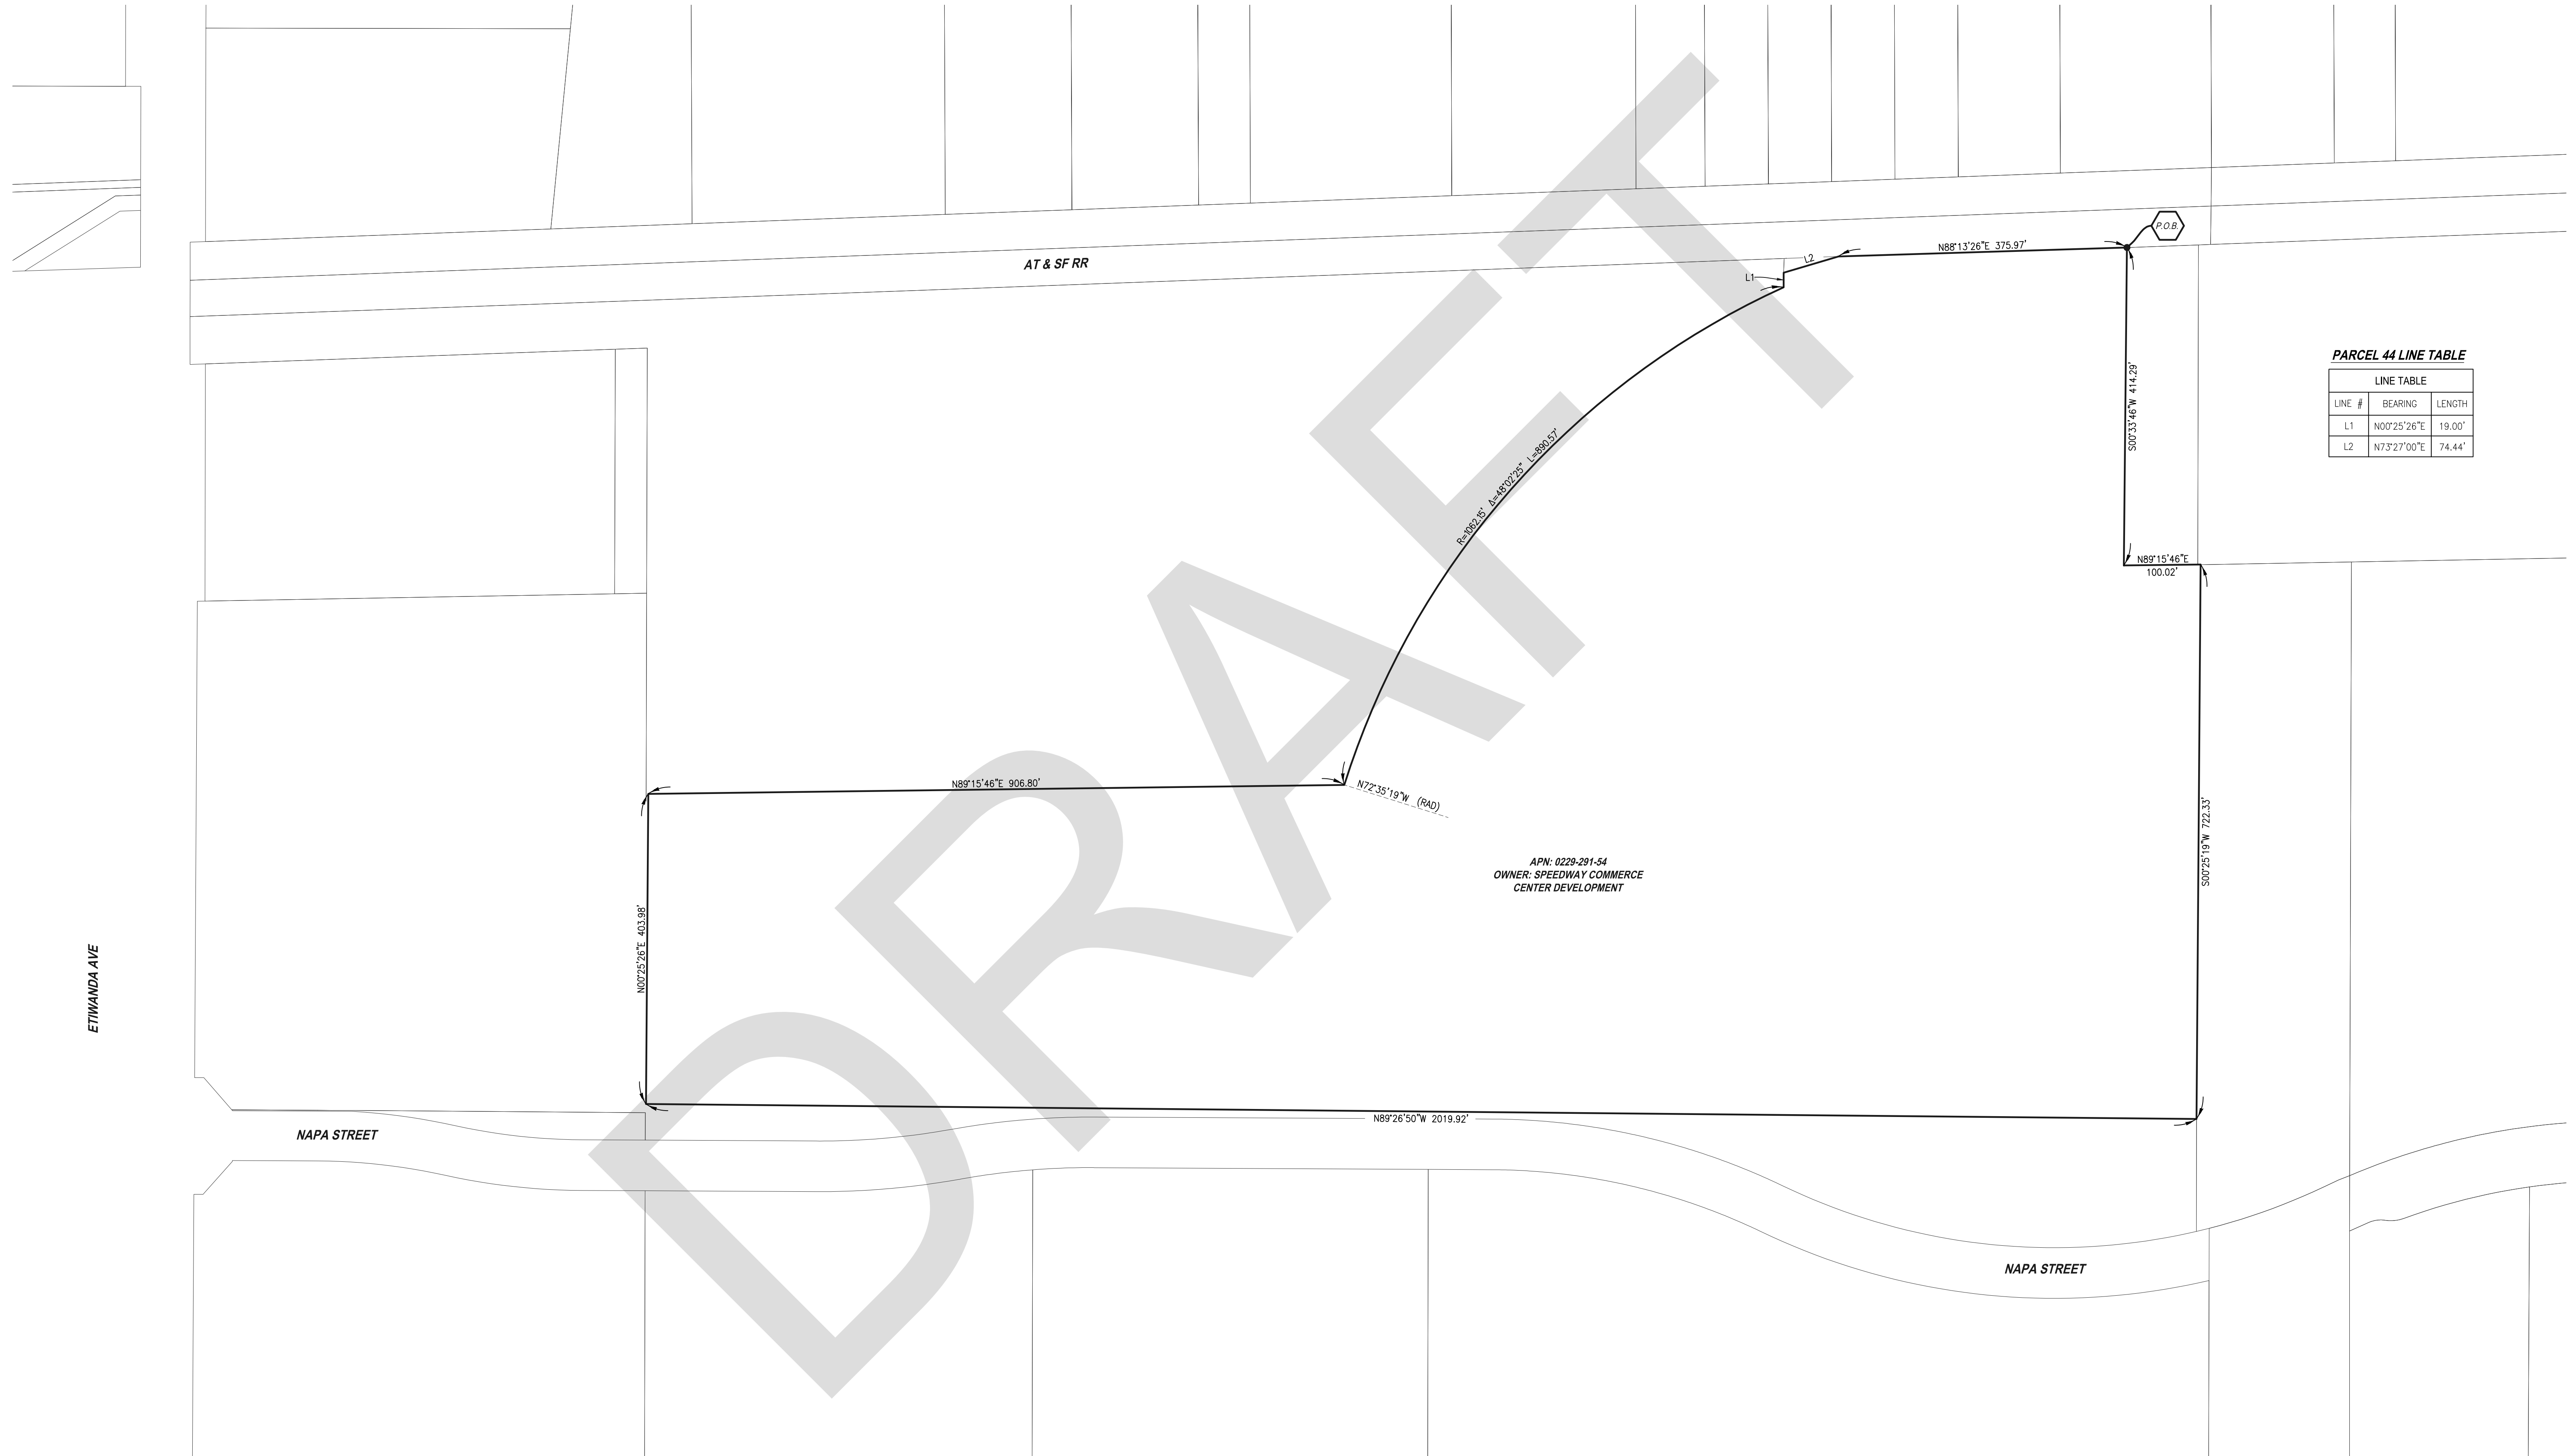 P.O.B.
N88°13'26"E 375.97'
L2
L1
AT & SF RR
PARCEL 44 LINE TABLE
LINE TABLE
LINE # BEARING LENGTH
L1 N00°25'26"E 19.00'
L2 N73°27'00"E 74.44'
S00°33'46"W 414.29'
R=1062.15' Δ=48°02'25" L=890.57'
N89°15'46"E
100.02'
N89°15'46"E 906.80'
N72°35'19"W (RAD)
S00°25'19"W 722.33'
APN: 0229-291-54
OWNER: SPEEDWAY COMMERCE
CENTER DEVELOPMENT
N00°25'26"E 403.98'
ETIWANDA AVE
N89°26'50"W 2019.92'
NAPA STREET
NAPA STREET
DRAFT